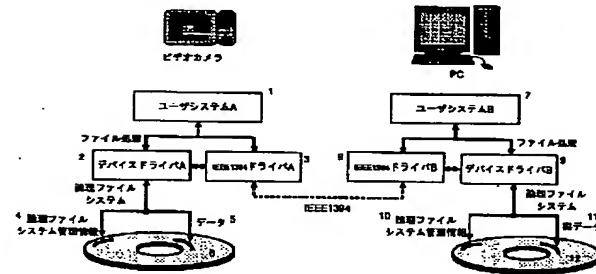 ビデオカメラ
PC
1
ユーザシステムA
7
ユーザシステムB
ファイル処理
ファイル処理
2
デバイスドライバA
3
IEEE1394ドライバA
8
IEEE1394ドライバB
9
デバイスドライバB
論理ファイル
システム
IEEE1394
論理ファイル
システム
4 論理ファイル
システム管理情報
データ 5
6
10 論理ファイル
システム管理情報
11
データ
12